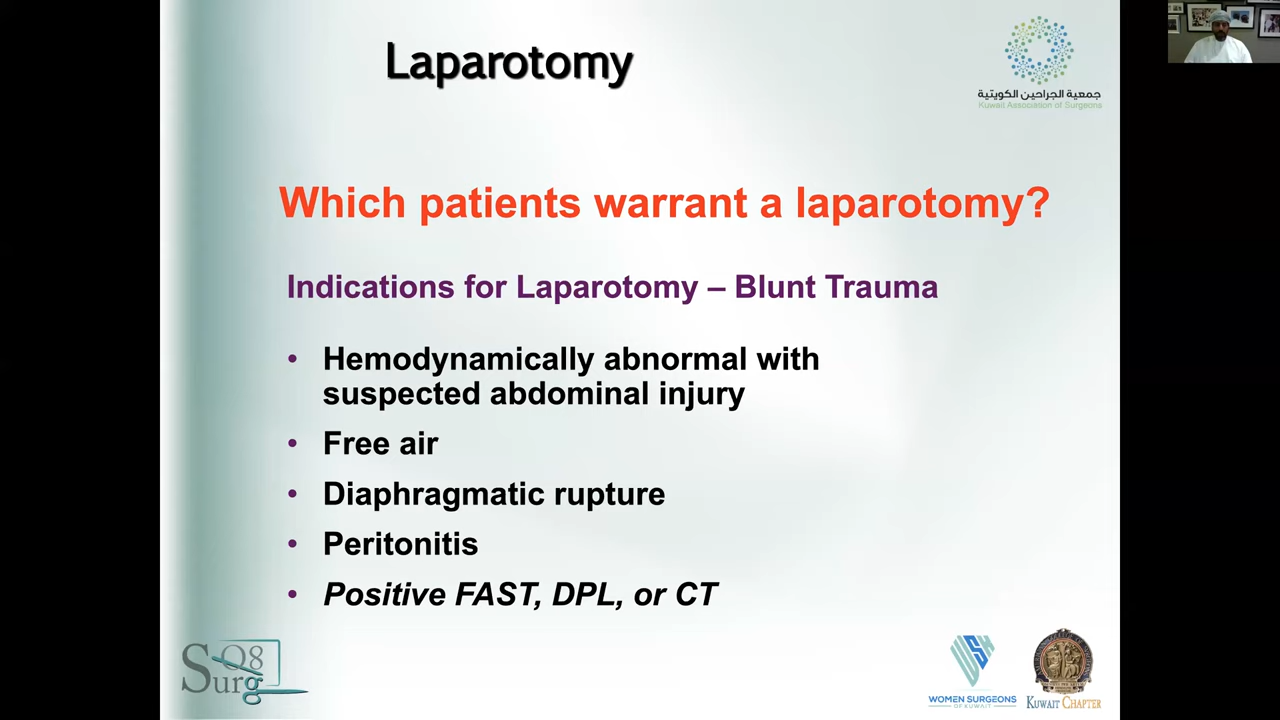 Laparotomy
جمعية الجراحين الكويتية
Kuwait Association of Surgeons
Which patients warrant a laparotomy?
Indications for Laparotomy – Blunt Trauma
• Hemodynamically abnormal with
suspected abdominal injury
• Free air
• Diaphragmatic rupture
• Peritonitis
• Positive FAST, DPL, or CT
Q8
Surg
WOMEN SURGEONS
OF KUWAIT
KUWAIT CHAPTER